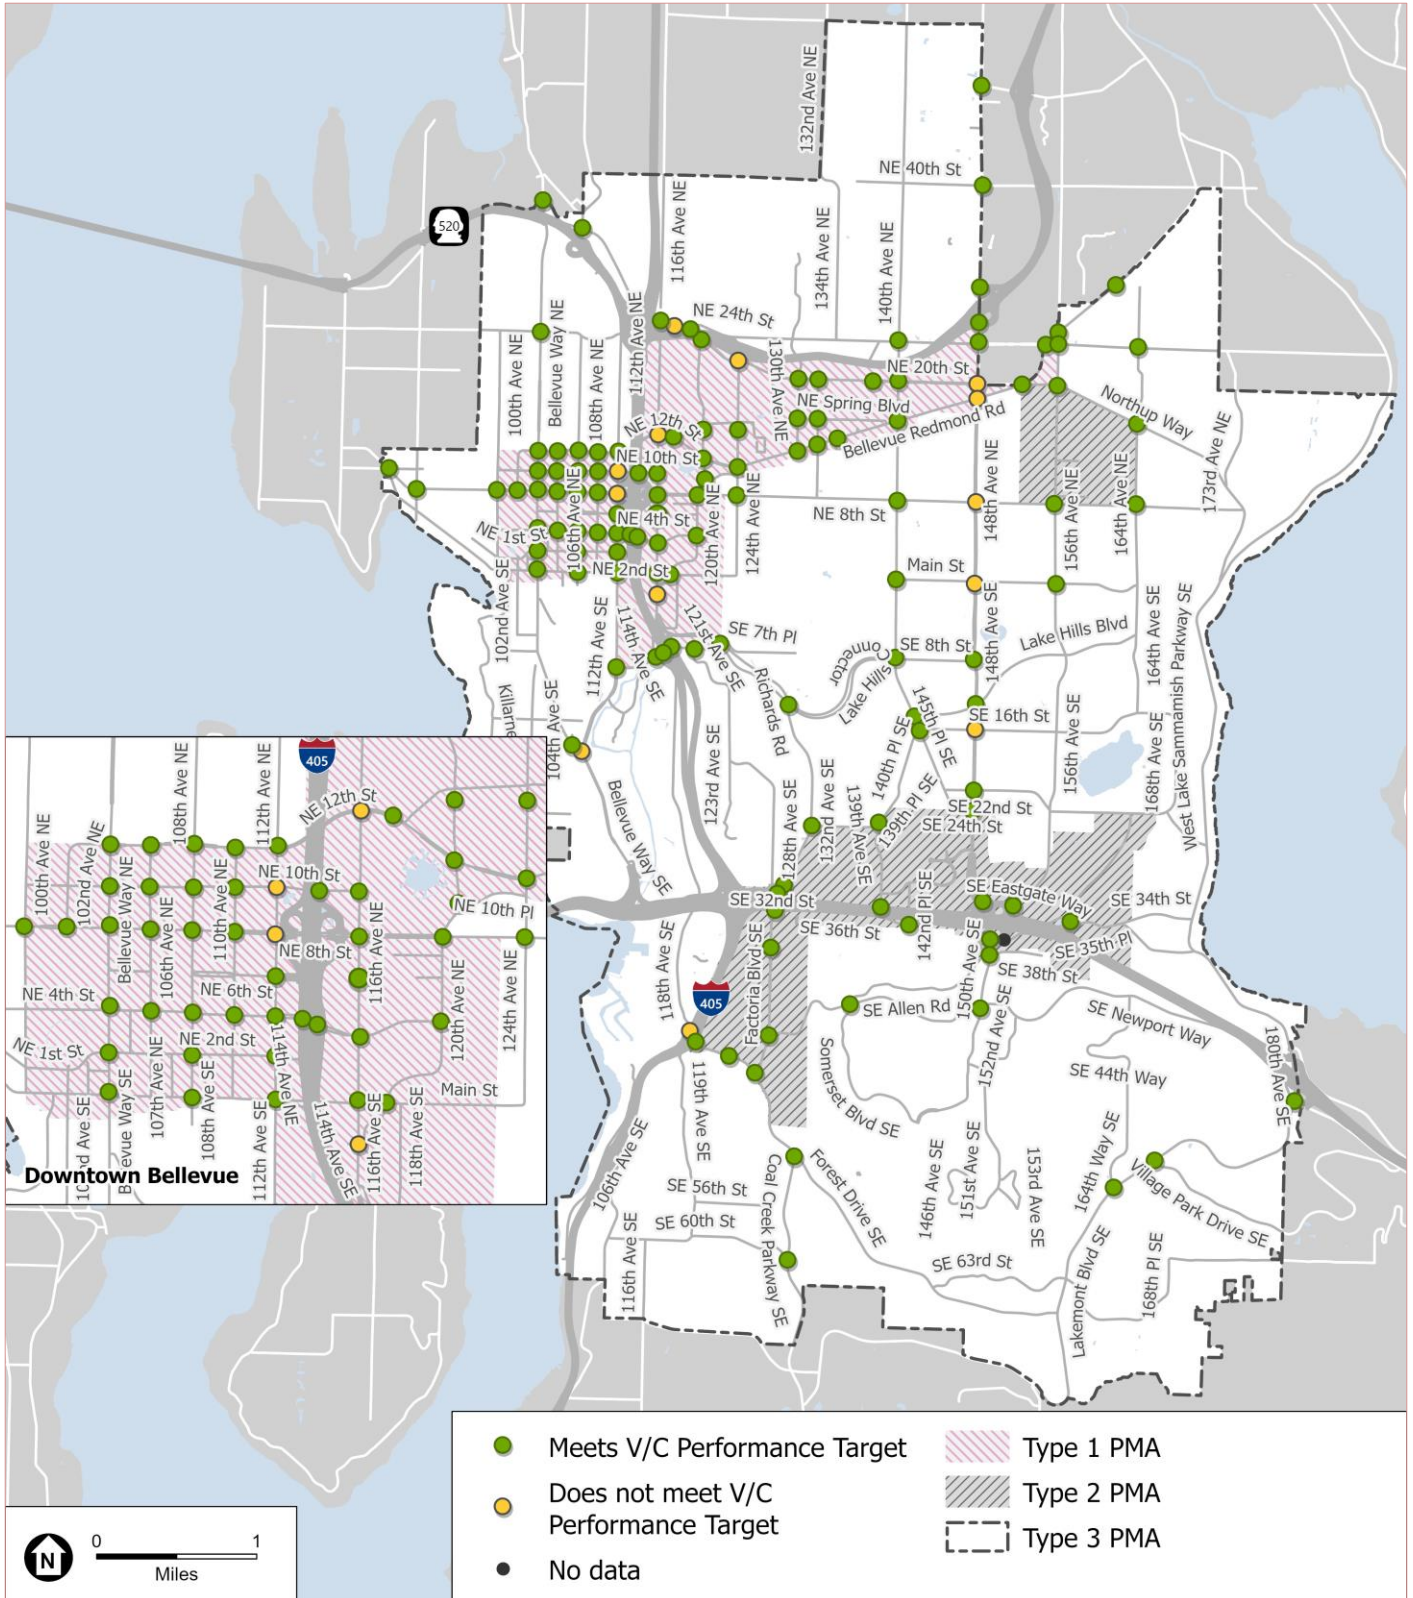 132nd Ave NE
NE 40th St
520
116th Ave NE
134th Ave NE
140th Ave NE
NE 24th St
112th Ave NE
Bellevue Way NE
100th Ave NE
108th Ave NE
130th Ave NE
NE 20th St
NE Spring Blvd
Bellevue Redmond Rd
Northup Way
173rd Ave NE
NE 12th St
NE 10th St
148th Ave NE
156th Ave NE
164th Ave NE
NE 8th St
NE 4th St
NE 1st St
106th Ave NE
120th Ave NE
124th Ave NE
NE 2nd St
Main St
102nd Ave SE
112th Ave SE
114th Ave SE
121st Ave SE
SE 7th Pl
SE 8th St
148th Ave SE
Lake Hills Blvd
164th Ave SE
West Lake Sammamish Parkway SE
Lake Hills Connector
Richards Rd
Killarne
104th Ave SE
140th Pl SE
145th Pl SE
SE 16th St
156th Ave SE
168th Ave SE
123rd Ave SE
Bellevue Way SE
128th Ave SE
132nd Ave SE
139th Ave SE
139th Pl SE
SE 22nd St
SE 24th St
142nd Pl SE
SE Eastgate Way
SE 34th St
SE 32nd St
SE 36th St
SE 35th Pl
118th Ave SE
405
Factoria Blvd SE
150th Ave SE
SE 38th St
SE Allen Rd
152nd Ave SE
SE Newport Way
180th Ave SE
119th Ave SE
Somerset Blvd SE
SE 44th Way
106th Ave SE
SE 56th St
SE 60th St
116th Ave SE
Coal Creek Parkway SE
Forest Drive SE
146th Ave SE
151st Ave SE
153rd Ave SE
164th Way SE
Village Park Drive SE
SE 63rd St
Lakemont Blvd SE
168th Pl SE
405
108th Ave NE
112th Ave NE
NE 12th St
100th Ave NE
102nd Ave NE
Bellevue Way NE
106th Ave NE
110th Ave NE
NE 10th St
NE 10th Pl
NE 8th St
116th Ave NE
NE 6th St
NE 4th St
120th Ave NE
124th Ave NE
NE 2nd St
NE 1st St
114th Ave NE
Main St
107th Ave NE
108th Ave SE
112th Ave SE
114th Ave SE
116th Ave SE
118th Ave SE
Downtown Bellevue
Meets V/C Performance Target
Does not meet V/C
Performance Target
No data
Type 1 PMA
Type 2 PMA
Type 3 PMA
N
0 1
Miles